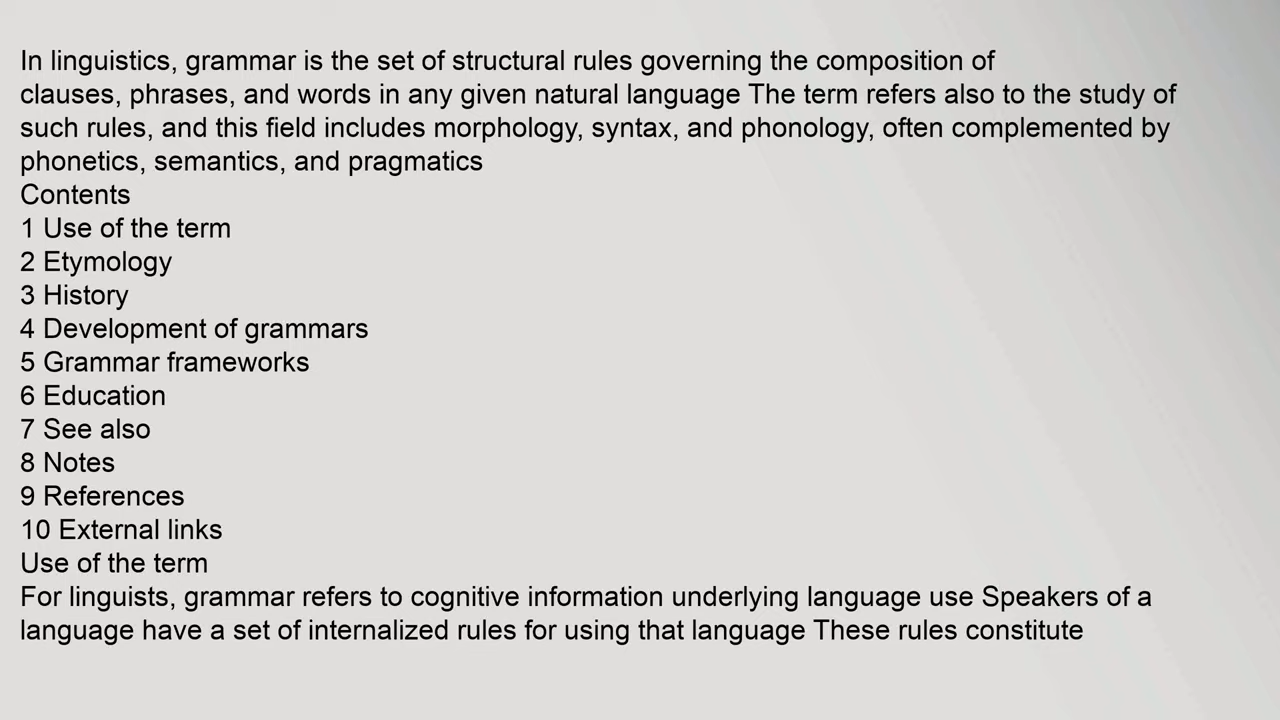 In linguistics, grammar is the set of structural rules governing the composition of
clauses, phrases, and words in any given natural language The term refers also to the study of
such rules, and this field includes morphology, syntax, and phonology, often complemented by
phonetics, semantics, and pragmatics
Contents
1 Use of the term
2 Etymology
3 History
4 Development of grammars
5 Grammar frameworks
6 Education
7 See also
8 Notes
9 References
10 External links
Use of the term
For linguists, grammar refers to cognitive information underlying language use Speakers of a
language have a set of internalized rules for using that language These rules constitute